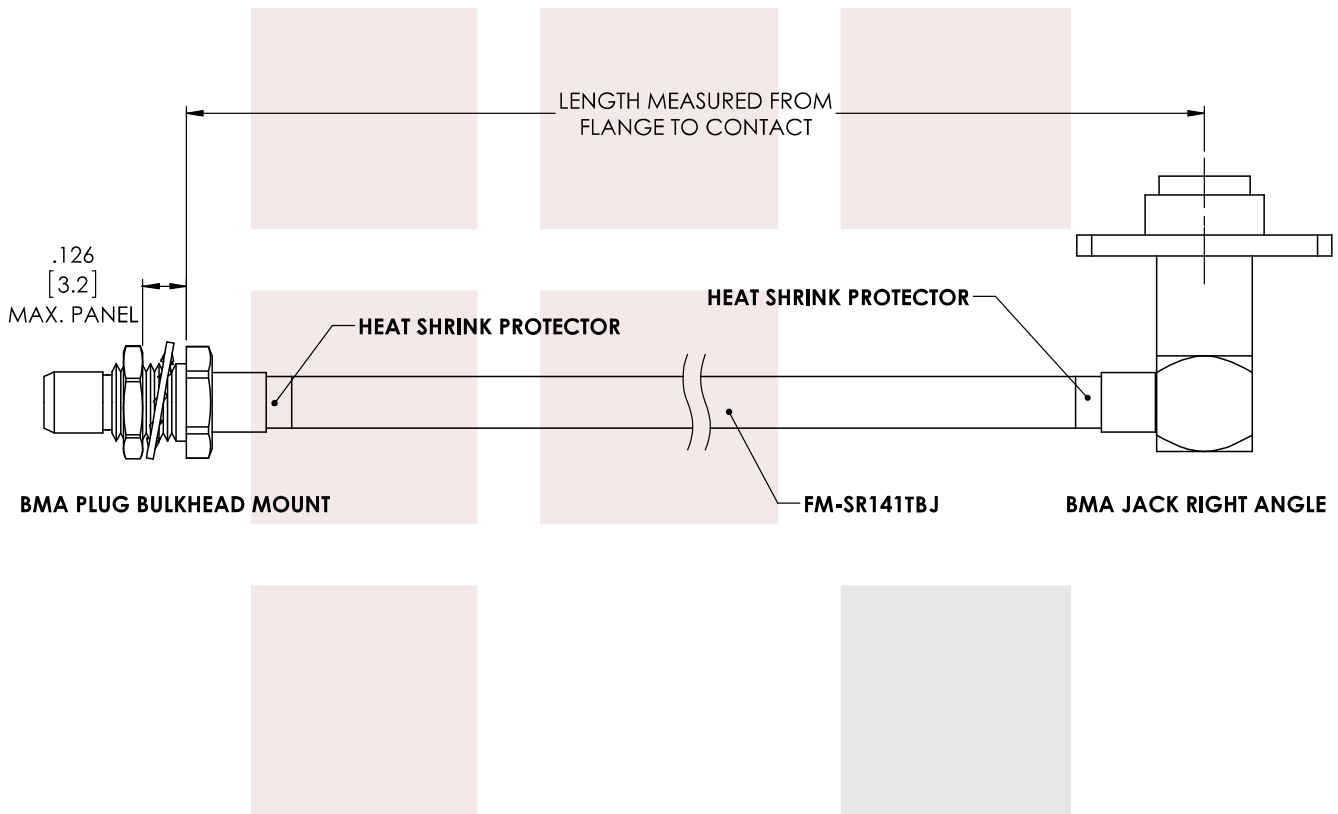 LENGTH MEASURED FROM
FLANGE TO CONTACT
.126
[3.2]
MAX. PANEL
HEAT SHRINK PROTECTOR
HEAT SHRINK PROTECTOR
BMA PLUG BULKHEAD MOUNT
FM-SR141TBJ
BMA JACK RIGHT ANGLE